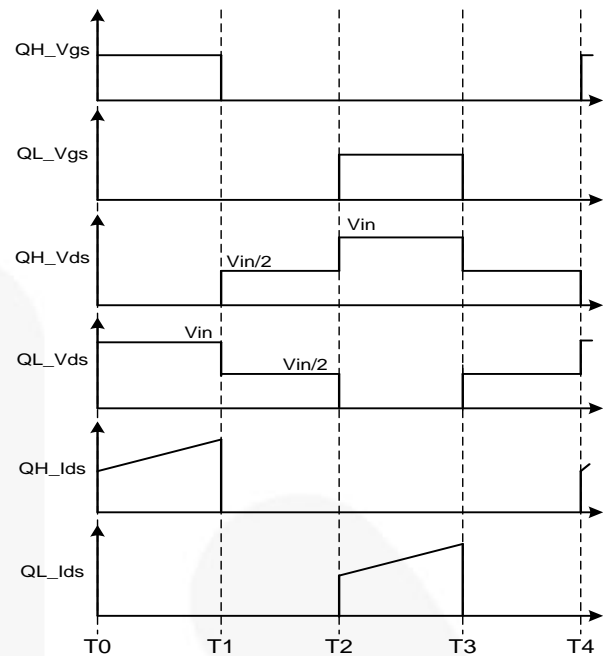 QH_Vgs
QL_Vgs
QH_Vds
Vin/2
Vin
QL_Vds
Vin
Vin/2
QH_Ids
QL_Ids
T0 T1 T2 T3 T4